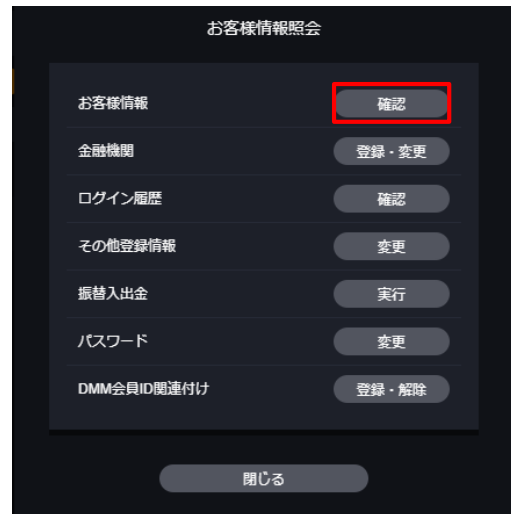 お客様情報照会
お客様情報 確認
金融機関 登録・変更
ログイン履歴 確認
その他登録情報 変更
振替入出金 実行
パスワード 変更
DMM会員ID関連付け 登録・解除
閉じる